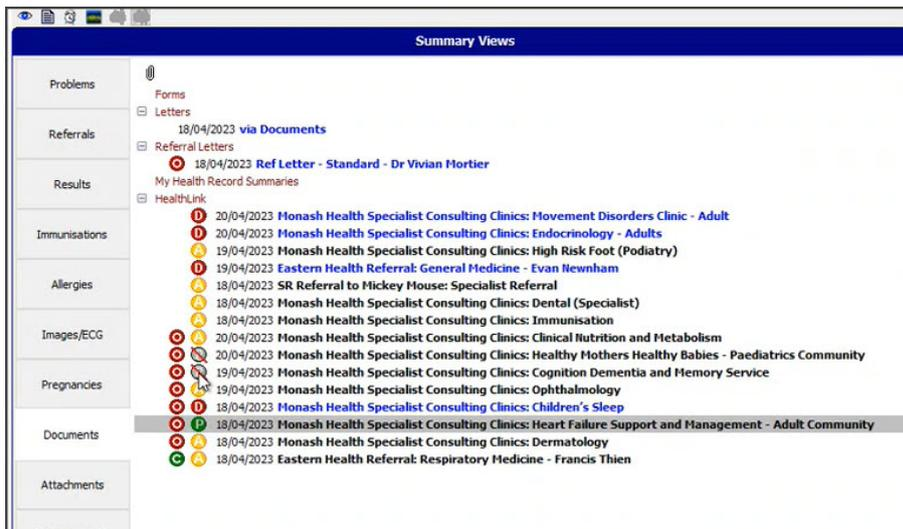 Summary Views
Problems
Referrals
Results
Immunisations
Allergies
Images/ECG
Pregnancies
Documents
Attachments
Forms
Letters
18/04/2023 via Documents
Referral Letters
O 18/04/2023 Ref Letter - Standard - Dr Vivian Mortier
My Health Record Summaries
HealthLink
D 20/04/2023 Monash Health Specialist Consulting Clinics: Movement Disorders Clinic - Adult
D 20/04/2023 Monash Health Specialist Consulting Clinics: Endocrinology - Adults
A 19/04/2023 Monash Health Specialist Consulting Clinics: High Risk Foot (Podiatry)
D 19/04/2023 Eastern Health Referral: General Medicine - Evan Newnham
A 18/04/2023 SR Referral to Mickey Mouse: Specialist Referral
A 18/04/2023 Monash Health Specialist Consulting Clinics: Dental (Specialist)
A 18/04/2023 Monash Health Specialist Consulting Clinics: Immunisation
O A 20/04/2023 Monash Health Specialist Consulting Clinics: Clinical Nutrition and Metabolism
O 20/04/2023 Monash Health Specialist Consulting Clinics: Healthy Mothers Healthy Babies - Paediatrics Community
O 19/04/2023 Monash Health Specialist Consulting Clinics: Cognition Dementia and Memory Service
O A 19/04/2023 Monash Health Specialist Consulting Clinics: Ophthalmology
O D 18/04/2023 Monash Health Specialist Consulting Clinics: Children's Sleep
O P 18/04/2023 Monash Health Specialist Consulting Clinics: Heart Failure Support and Management - Adult Community
O A 18/04/2023 Monash Health Specialist Consulting Clinics: Dermatology
C A 18/04/2023 Eastern Health Referral: Respiratory Medicine - Francis Thien